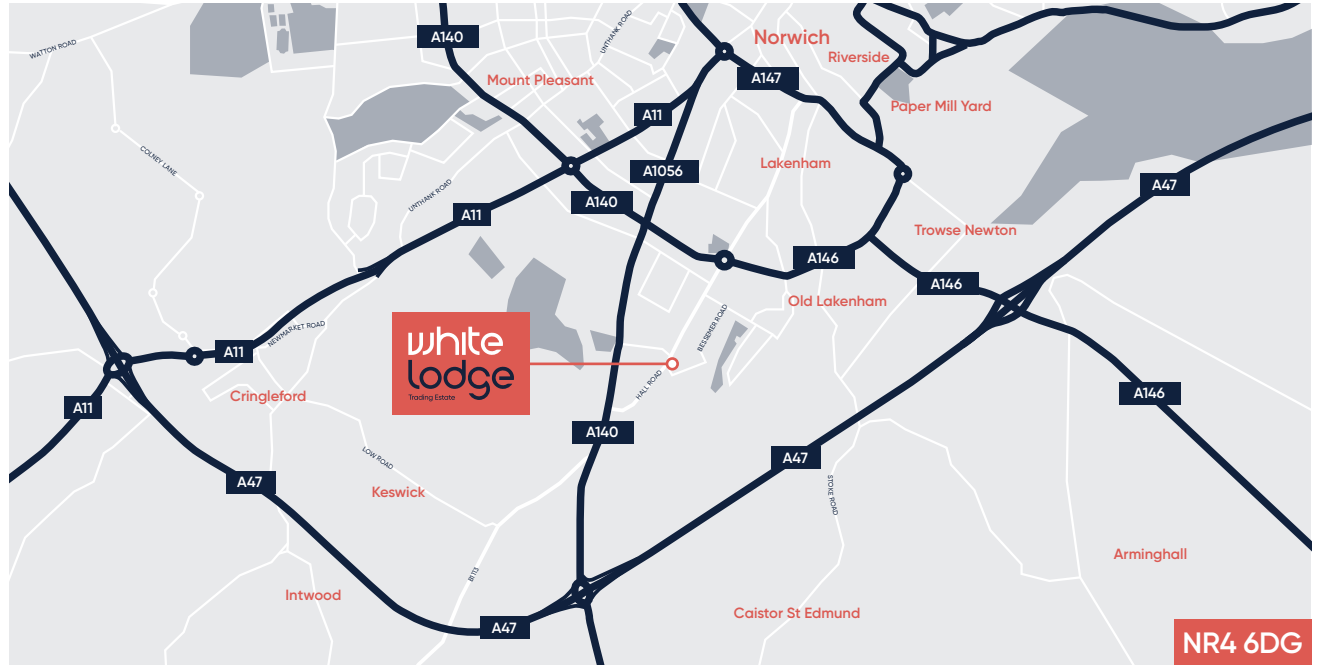 WATTON ROAD
A140
UNTHANK ROAD
Norwich
Riverside
Mount Pleasant
A147
Paper Mill Yard
A11
COLNEY LANE
Lakenham
A1056
A47
UNTHANK ROAD
A140
A11
Trowse Newton
A146
A146
Old Lakenham
NEWMARKET ROAD
BESSEMER ROAD
A11
white
lodge
Trading Estate
HALL ROAD
Cringleford
A11
A146
A140
LOW ROAD
A47
A47
Keswick
STOKE ROAD
Arminghall
B1113
Intwood
Caistor St Edmund
A47
NR4 6DG